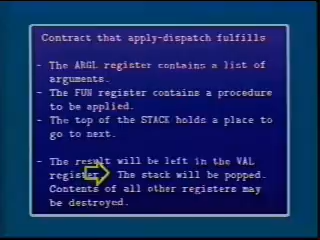 Contract that apply-dispatch fulfills
- The ARGL register contains a list of
arguments.
- The FUN register contains a procedure
to be applied.
- The top of the STACK holds a place to
go to next.
- The result will be left in the VAL
register. The stack will be popped.
Contents of all other registers may
be destroyed.